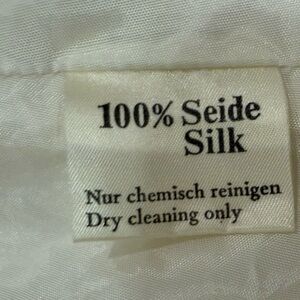 100% Seide
Silk
Nur chemisch reinigen
Dry cleaning only